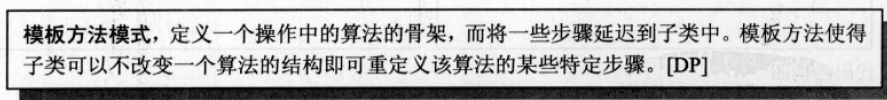 模板方法模式，定义一个操作中的算法的骨架，而将一些步骤延迟到子类中。模板方法使得
子类可以不改变一个算法的结构即可重定义该算法的某些特定步骤。[DP]